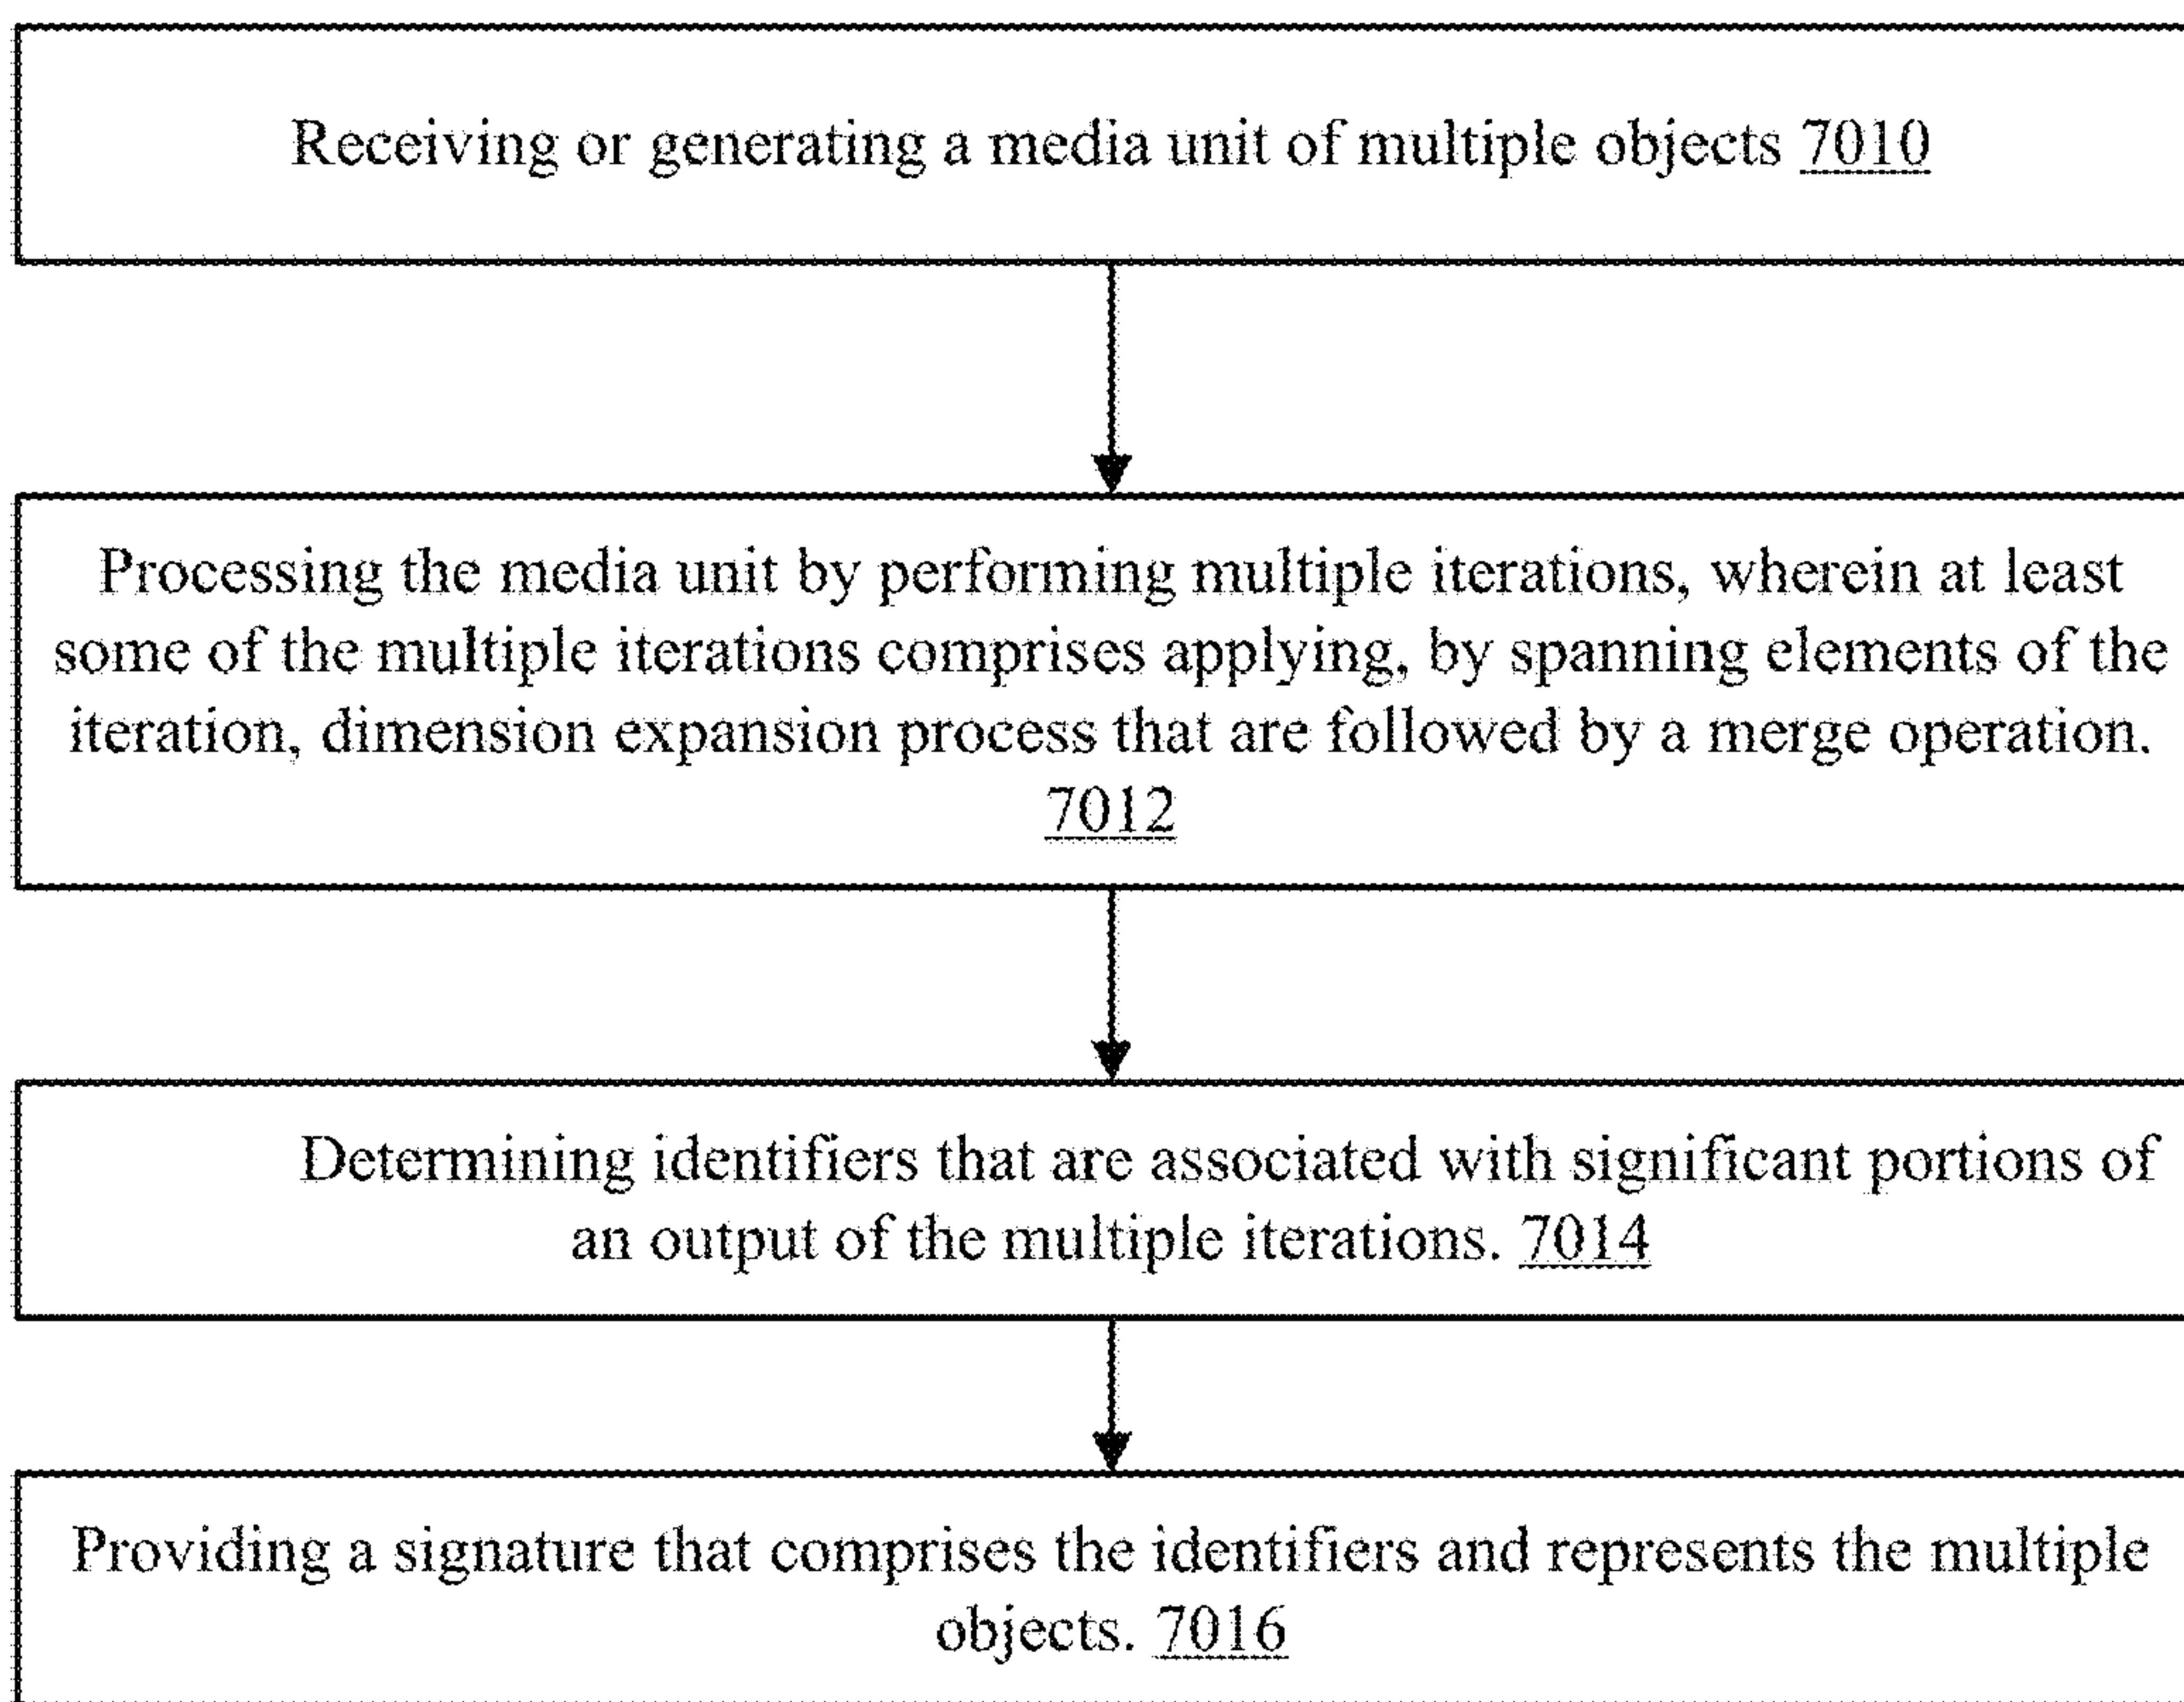 Receiving or generating a media unit of multiple objects 7010
Processing the media unit by performing multiple iterations, wherein at least
some of the multiple iterations comprises applying, by spanning elements of the
iteration, dimension expansion process that are followed by a merge operation.
7012
Determining identifiers that are associated with significant portions of
an output of the multiple iterations. 7014
Providing a signature that comprises the identifiers and represents the multiple
objects. 7016